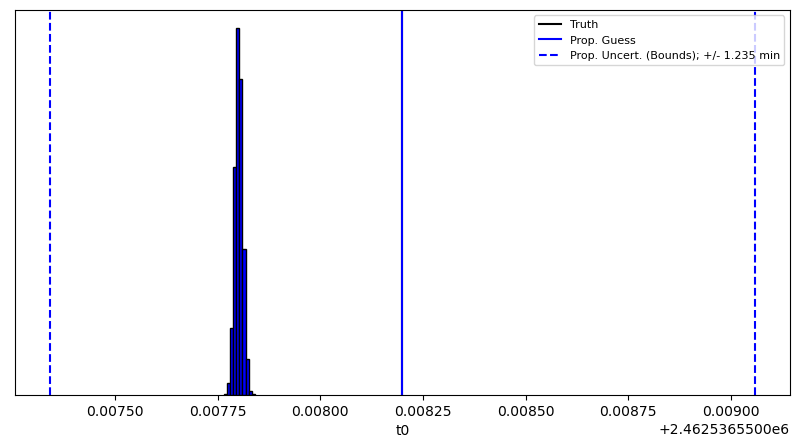 Truth
Prop. Guess
Prop. Uncert. (Bounds); +/- 1.235 min
0.00750 0.00775 0.00800 0.00825 0.00850 0.00875 0.00900
t0 +2.4625365500e6